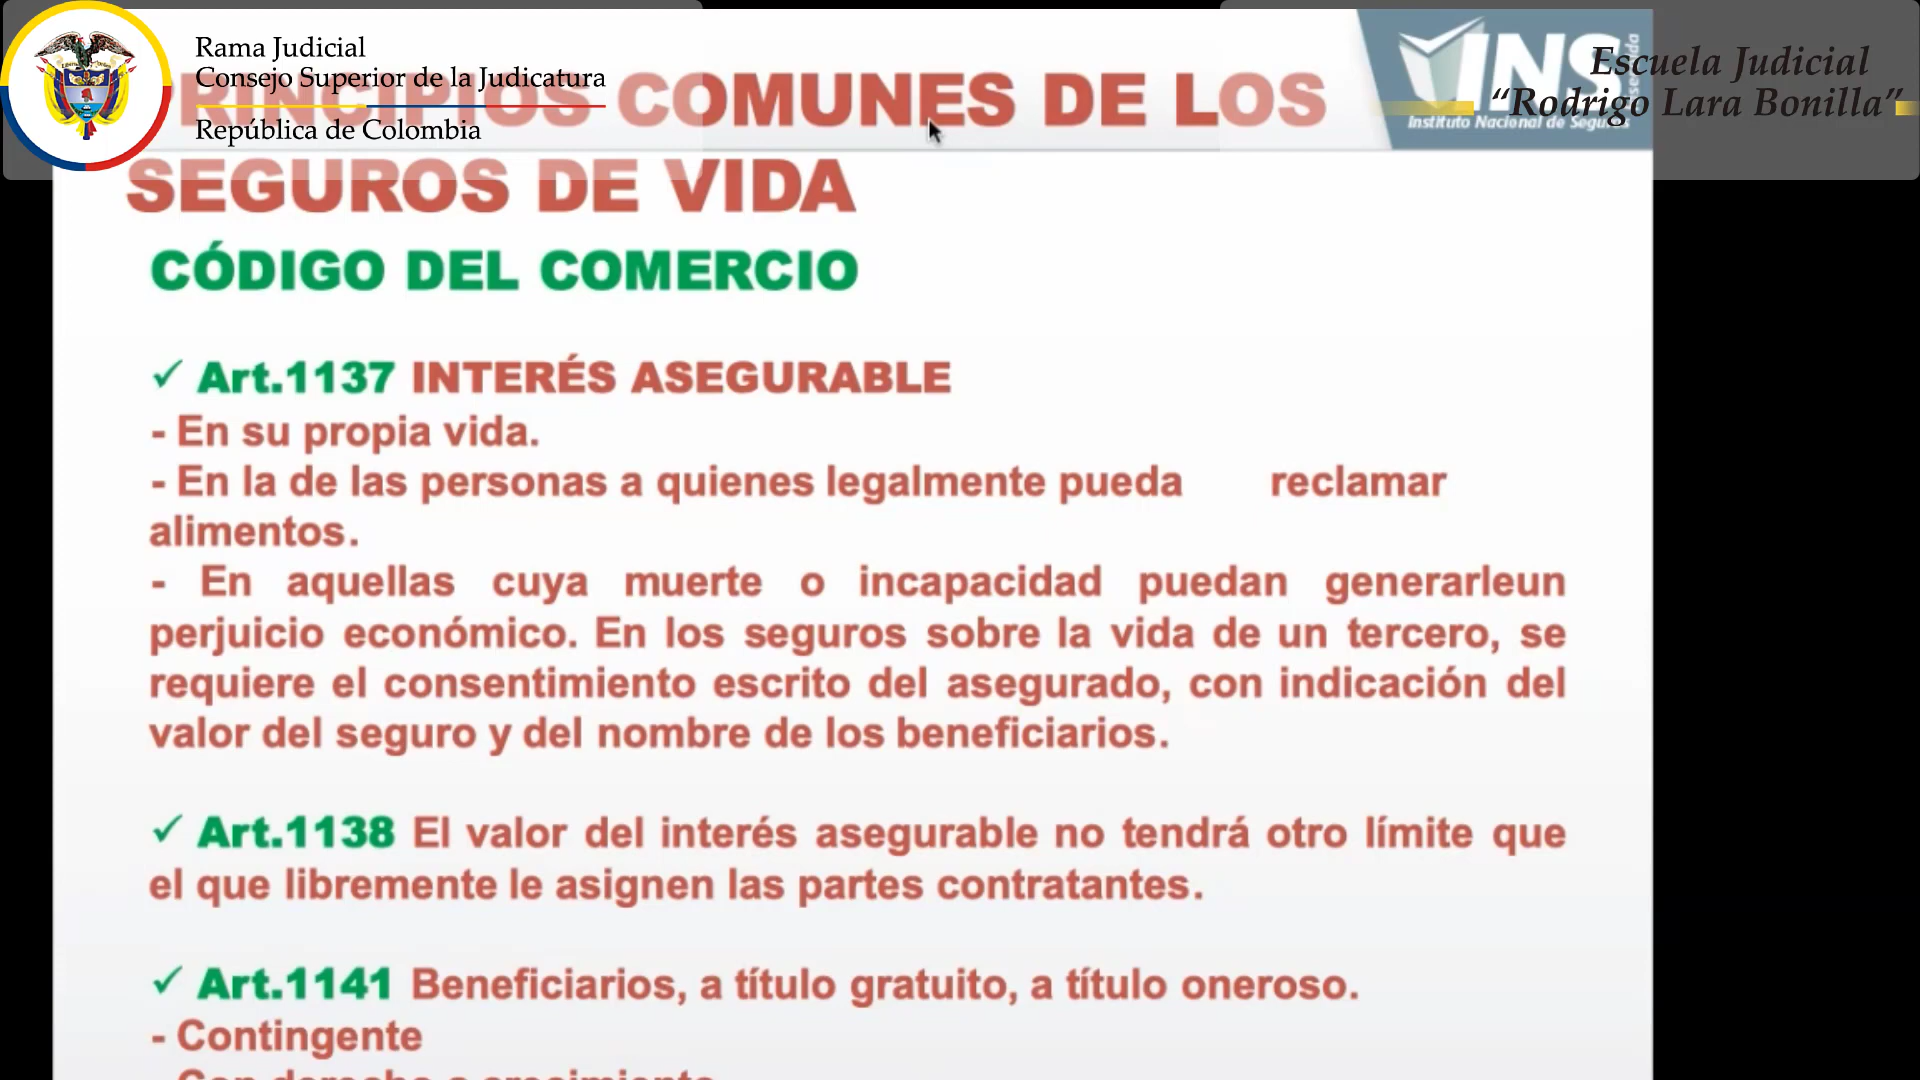 Rama Judicial
Consejo Superior de la Judicatura
República de Colombia
INS
Instituto Nacional de Seguros
Escuela Judicial
“Rodrigo Lara Bonilla”
PRINCIPIOS COMUNES DE LOS
SEGUROS DE VIDA
CÓDIGO DEL COMERCIO
✓ Art.1137 INTERÉS ASEGURABLE
- En su propia vida.
- En la de las personas a quienes legalmente pueda reclamar
alimentos.
- En aquellas cuya muerte o incapacidad puedan generarleun
perjuicio económico. En los seguros sobre la vida de un tercero, se
requiere el consentimiento escrito del asegurado, con indicación del
valor del seguro y del nombre de los beneficiarios.
✓ Art.1138 El valor del interés asegurable no tendrá otro límite que
el que libremente le asignen las partes contratantes.
✓ Art.1141 Beneficiarios, a título gratuito, a título oneroso.
- Contingente
- Con derecho a crecimiento